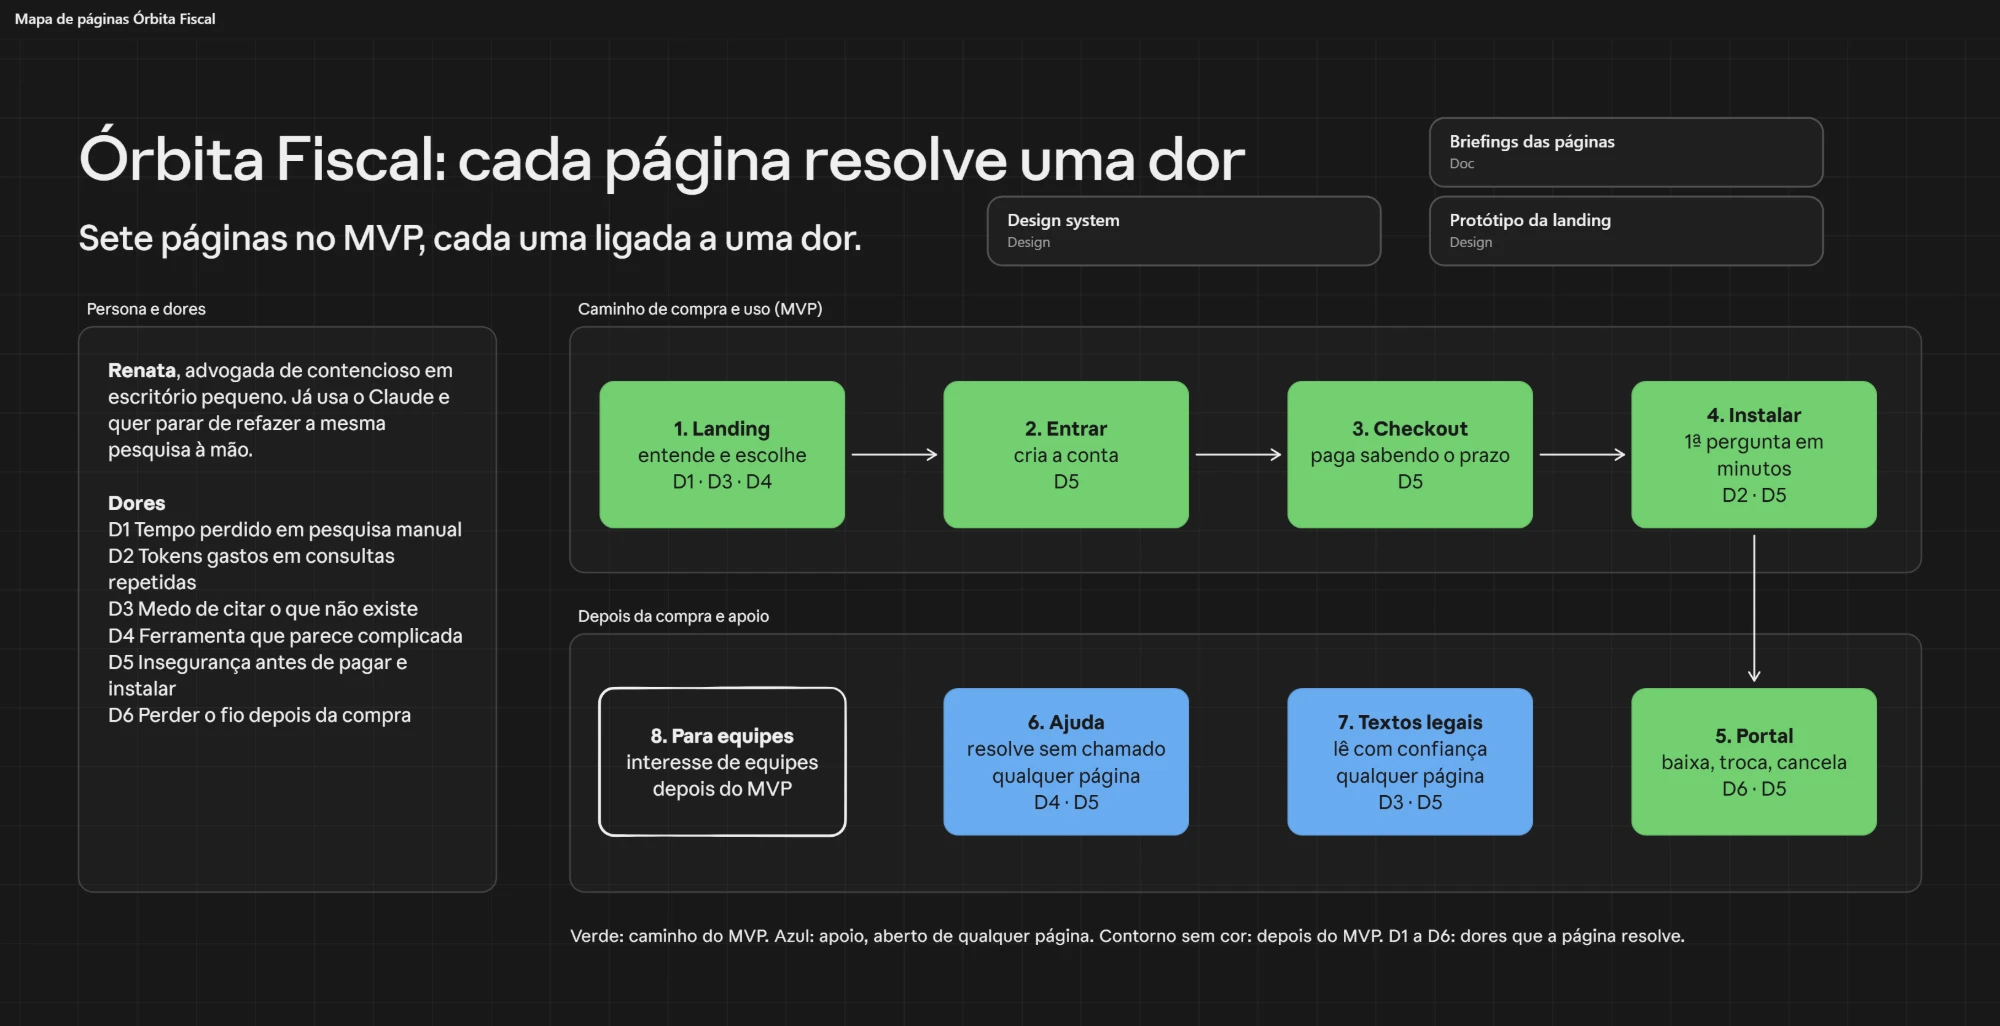 Mapa de páginas Órbita Fiscal
Órbita Fiscal: cada página resolve uma dor
Sete páginas no MVP, cada uma ligada a uma dor.
Briefings das páginas
Doc
Design system
Design
Protótipo da landing
Design
Persona e dores
Renata, advogada de contencioso em
escritório pequeno. Já usa o Claude e
quer parar de refazer a mesma
pesquisa à mão.
Dores
D1 Tempo perdido em pesquisa manual
D2 Tokens gastos em consultas
repetidas
D3 Medo de citar o que não existe
D4 Ferramenta que parece complicada
D5 Insegurança antes de pagar e
instalar
D6 Perder o fio depois da compra
Caminho de compra e uso (MVP)
1. Landing
entende e escolhe
D1 · D3 · D4
2. Entrar
cria a conta
D5
3. Checkout
paga sabendo o prazo
D5
4. Instalar
1ª pergunta em
minutos
D2 · D5
Depois da compra e apoio
8. Para equipes
interesse de equipes
depois do MVP
6. Ajuda
resolve sem chamado
qualquer página
D4 · D5
7. Textos legais
lê com confiança
qualquer página
D3 · D5
5. Portal
baixa, troca, cancela
D6 · D5
Verde: caminho do MVP. Azul: apoio, aberto de qualquer página. Contorno sem cor: depois do MVP. D1 a D6: dores que a página resolve.